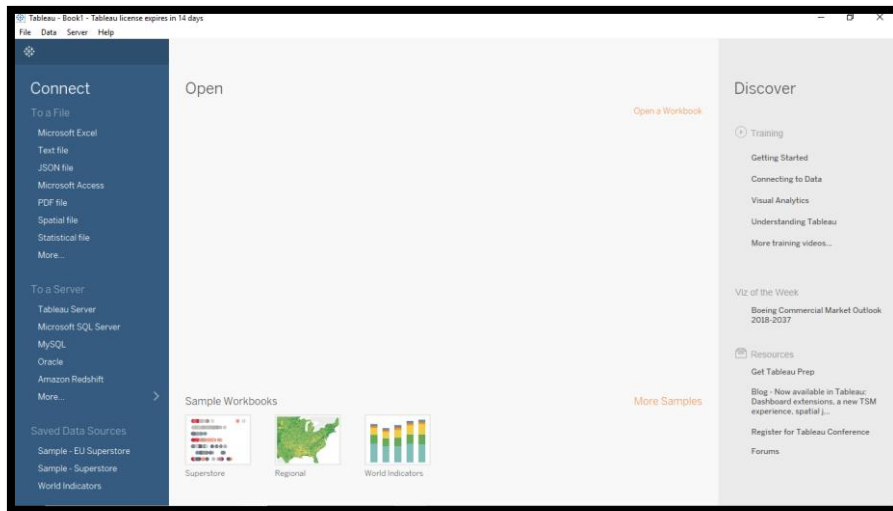 Tableau - Book1 - Tableau license expires in 14 days
File Data Server Help
Connect
To a File
Microsoft Excel
Text file
JSON file
Microsoft Access
PDF file
Spatial file
Statistical file
More...
To a Server
Tableau Server
Microsoft SQL Server
MySQL
Oracle
Amazon Redshift
More...
Saved Data Sources
Sample - EU Superstore
Sample - Superstore
World Indicators
Open
Open a Workbook
Sample Workbooks
More Samples
Superstore
Regional
World Indicators
Discover
Training
Getting Started
Connecting to Data
Visual Analytics
Understanding Tableau
More training videos...
Viz of the Week
Boeing Commercial Market Outlook
2018-2037
Resources
Get Tableau Prep
Blog - Now available in Tableau:
Dashboard extensions, a new TSM
experience, spatial j...
Register for Tableau Conference
Forums